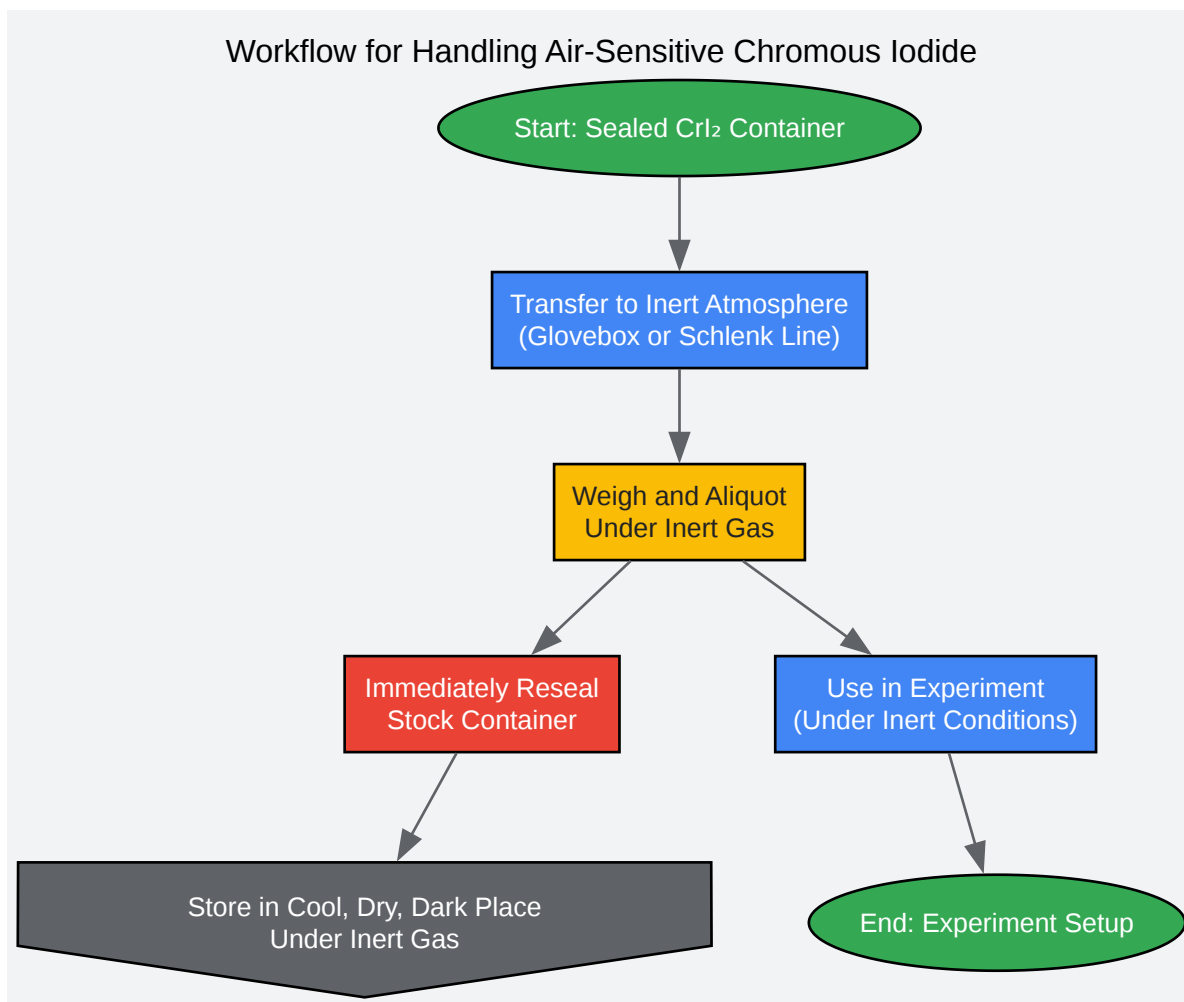 Workflow for Handling Air-Sensitive Chromous Iodide
Start: Sealed CrI₂ Container
Transfer to Inert Atmosphere
(Glovebox or Schlenk Line)
Weigh and Aliquot
Under Inert Gas
Immediately Reseal
Stock Container
Use in Experiment
(Under Inert Conditions)
Store in Cool, Dry, Dark Place
Under Inert Gas
End: Experiment Setup